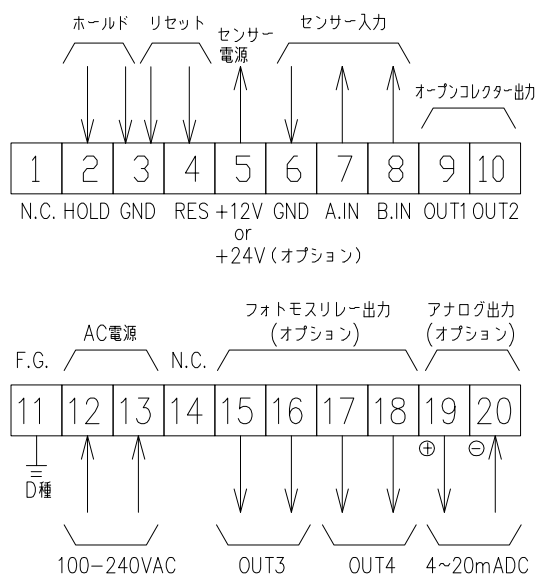 ホールド リセット
センサー
電源
センサー入力
オープンコレクター出力
1 2 3 4 5 6 7 8 9 10
N.C. HOLD GND RES +12V GND A.IN B.IN OUT1 OUT2
or
+24V(オプション)
フォトモスリレー出力
(オプション)
アナログ出力
(オプション)
AC電源
F.G. N.C.
11 12 13 14 15 16 17 18 19 20
⊕ ⊖
D種
100-240VAC OUT3 OUT4 4~20mADC